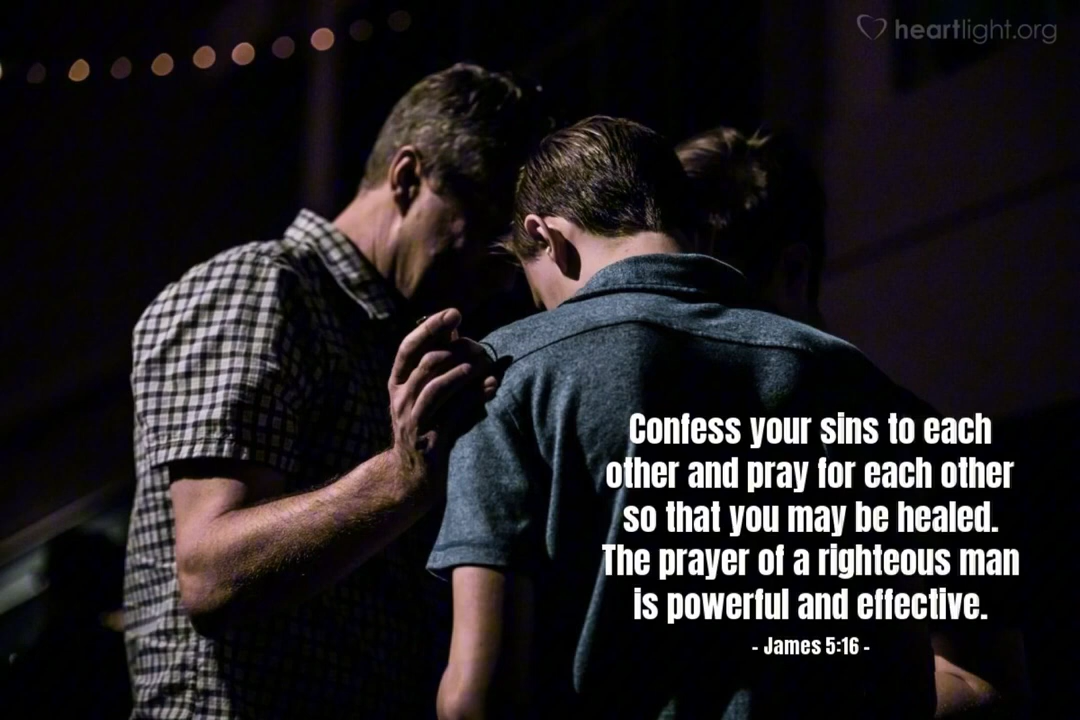 heartlight.org
Confess your sins to each
other and pray for each other
so that you may be healed.
The prayer of a righteous man
is powerful and effective.
- James 5:16 -